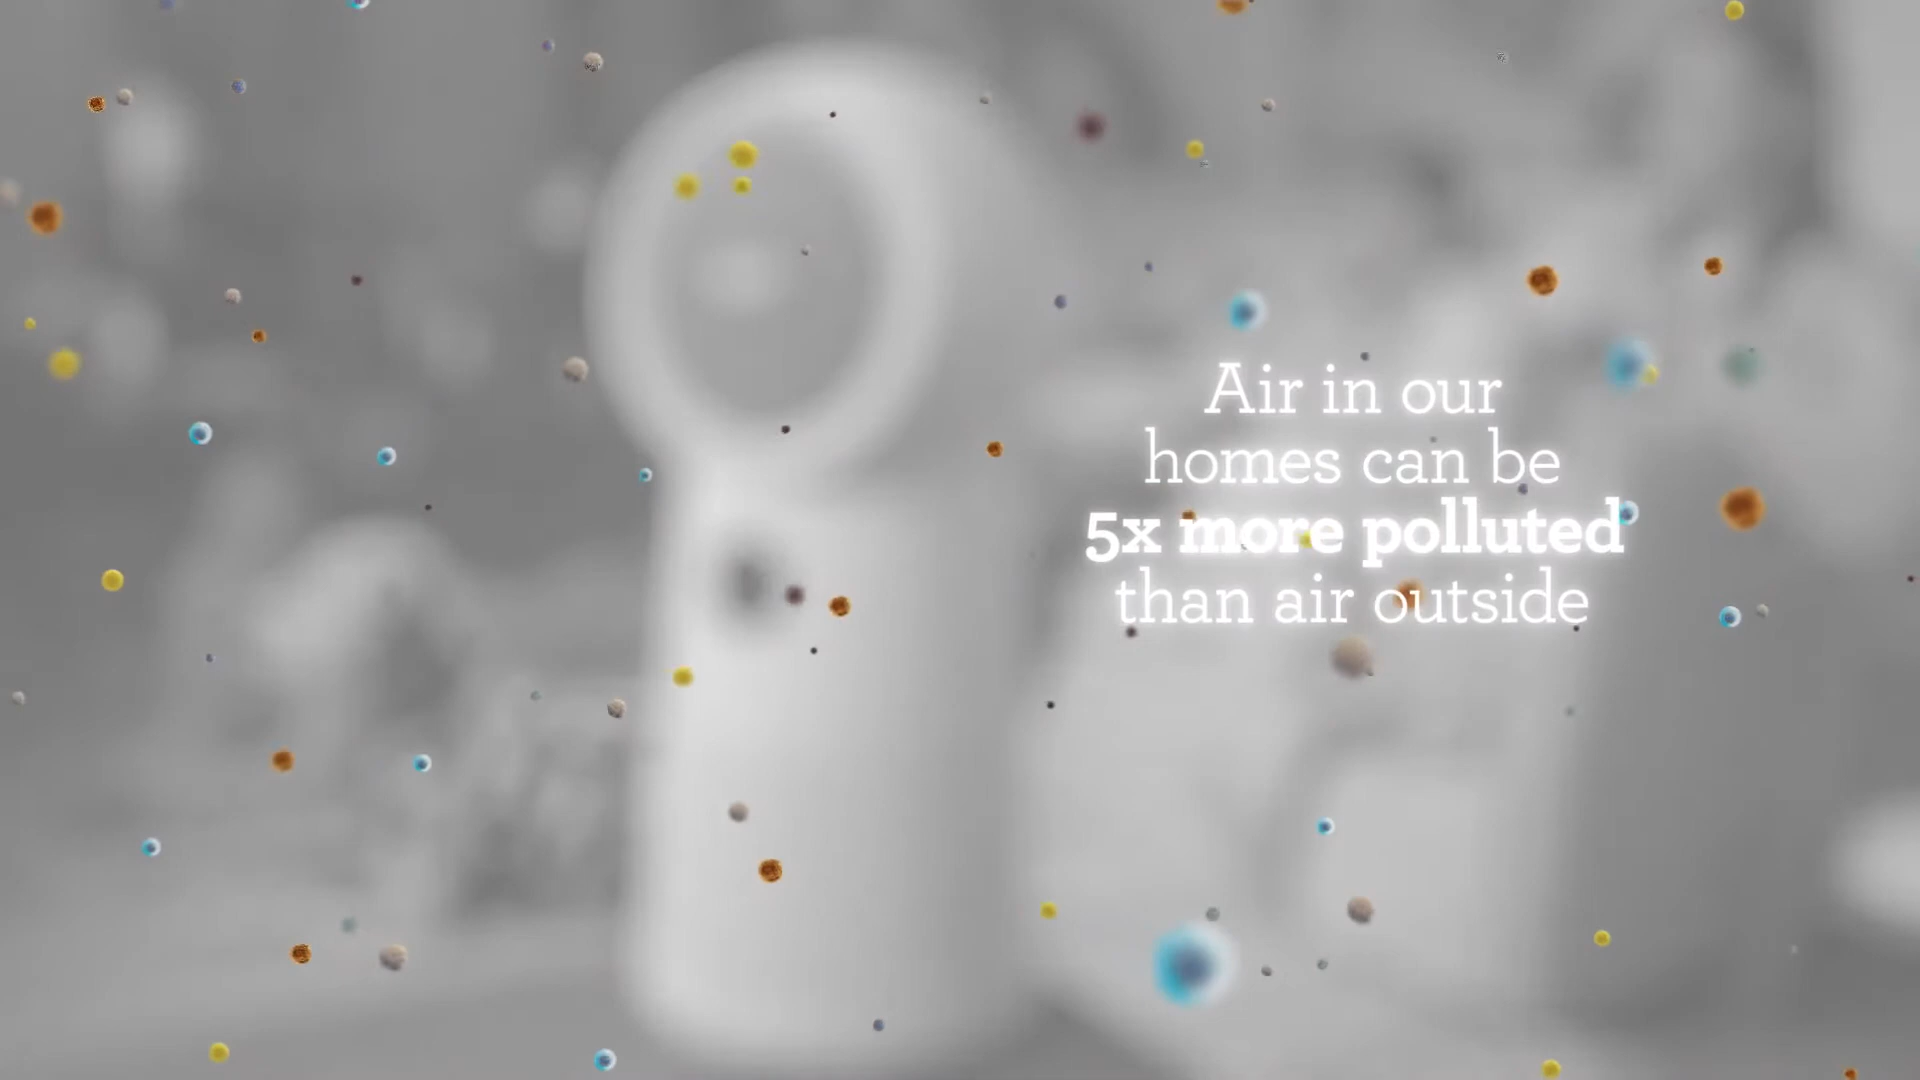 Air in our
homes can be
5x more polluted
than air outside